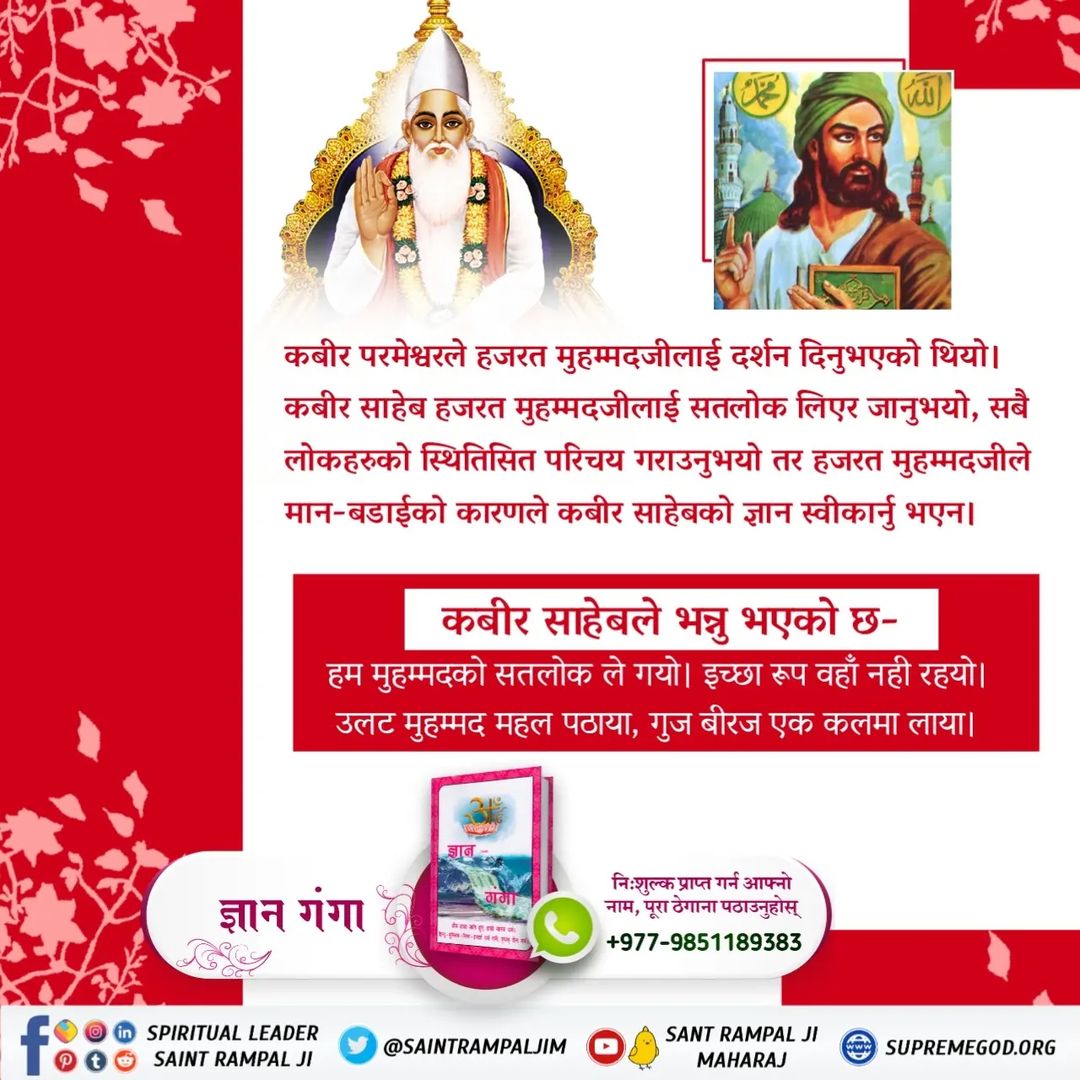 محمد
الله
कबीर परमेश्वरले हजरत मुहम्मदजीलाई दर्शन दिनुभएको थियो।
कबीर साहेब हजरत मुहम्मदजीलाई सतलोक लिएर जानुभयो, सबै
लोकहरुको स्थितिसित परिचय गराउनुभयो तर हजरत मुहम्मदजीले
मान-बडाईको कारणले कबीर साहेबको ज्ञान स्वीकार्नु भएन।
कबीर साहेबले भन्नु भएको छ-
हम मुहम्मदको सतलोक ले गयो। इच्छा रूप वहाँ नही रहयो।
उलट मुहम्मद महल पठाया, गुज बीरज एक कलमा लाया।
ज्ञान गंगा
ज्ञान
गंगा
नि:शुल्क प्राप्त गर्न आफ्नो
नाम, पूरा ठेगाना पठाउनुहोस्
+977-9851189383
SPIRITUAL LEADER
SAINT RAMPAL JI
@SAINTRAMPALJIM
SANT RAMPAL JI
MAHARAJ
SUPREMEGOD.ORG